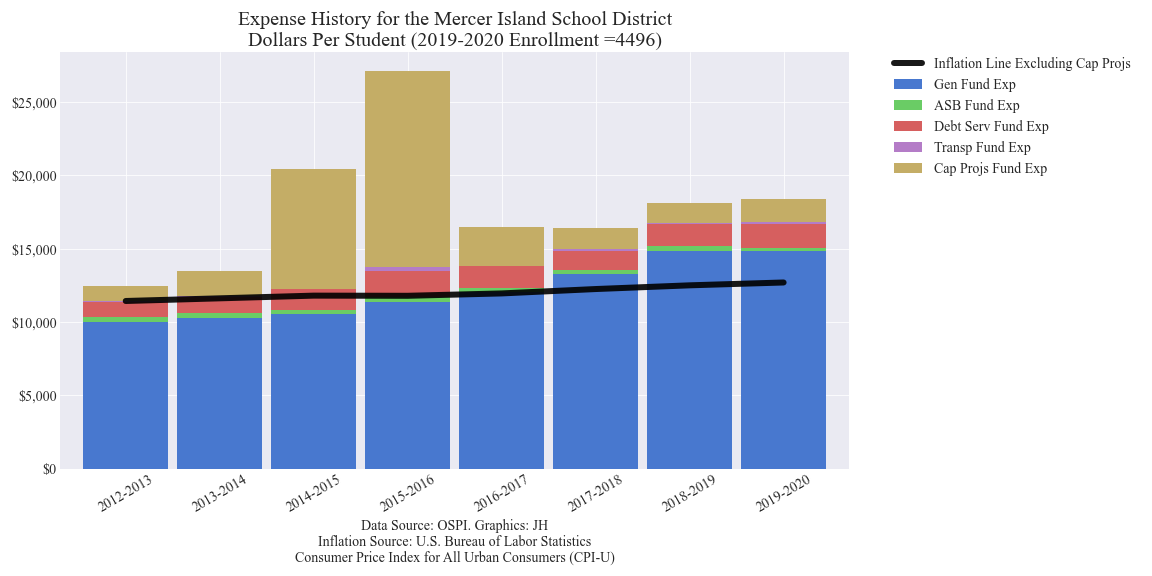 Expense History for the Mercer Island School District
Dollars Per Student (2019-2020 Enrollment =4496)
Inflation Line Excluding Cap Projs
Gen Fund Exp
ASB Fund Exp
Debt Serv Fund Exp
Transp Fund Exp
Cap Projs Fund Exp
$25,000
$20,000
$15,000
$10,000
$5,000
$0
2012-2013
2013-2014
2014-2015
2015-2016
2016-2017
2017-2018
2018-2019
2019-2020
Data Source: OSPI. Graphics: JH
Inflation Source: U.S. Bureau of Labor Statistics
Consumer Price Index for All Urban Consumers (CPI-U)